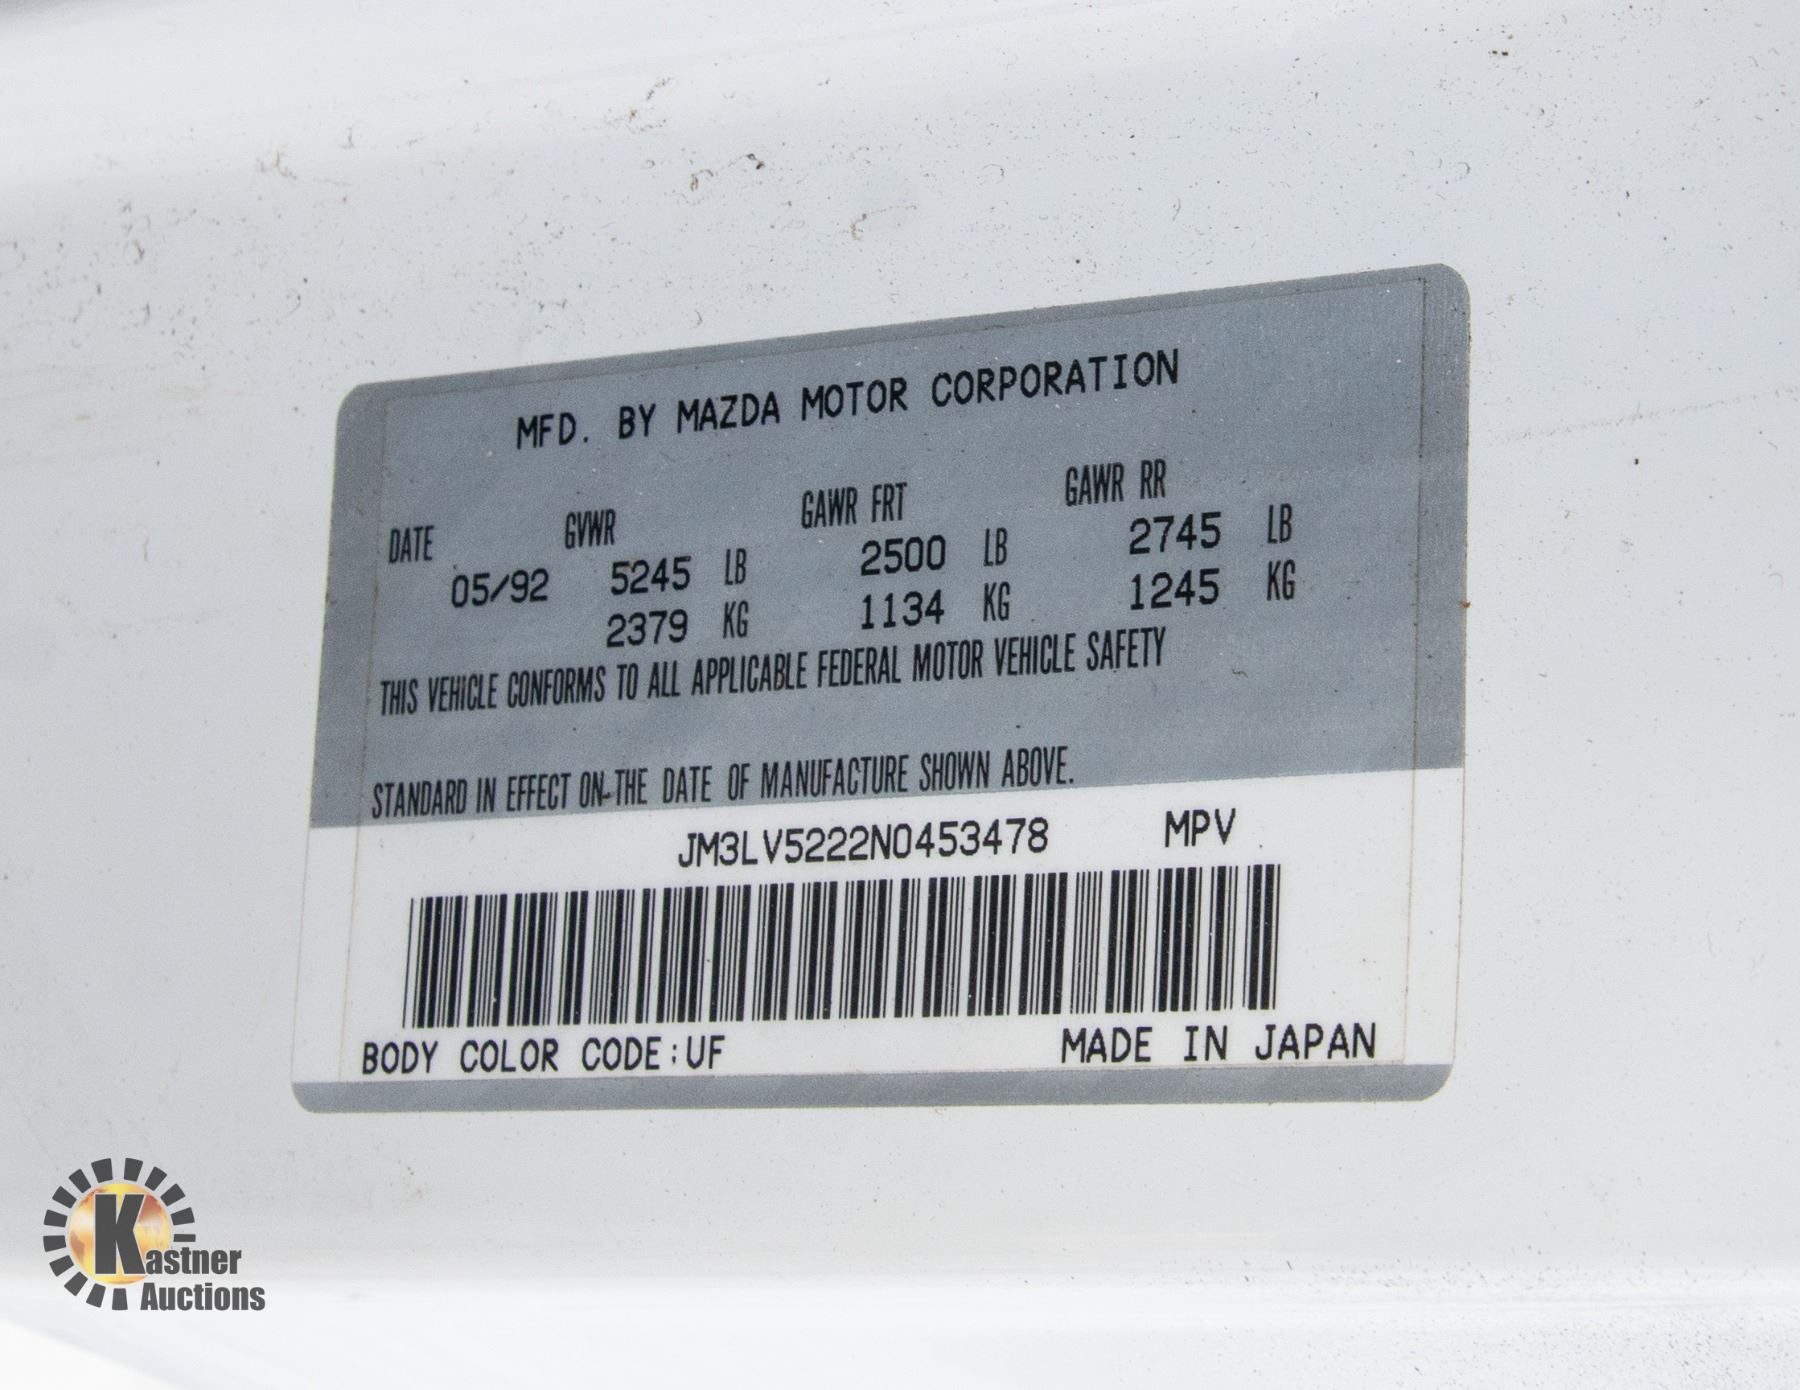 MFD. BY MAZDA MOTOR CORPORATION
DATE GVWR GAWR FRT GAWR RR
05/92 5245 LB 2500 LB 2745 LB
2379 KG 1134 KG 1245 KG
THIS VEHICLE CONFORMS TO ALL APPLICABLE FEDERAL MOTOR VEHICLE SAFETY
STANDARD IN EFFECT ON THE DATE OF MANUFACTURE SHOWN ABOVE.
JM3LV5222N0453478 MPV
BODY COLOR CODE:UF MADE IN JAPAN
Kastner
Auctions